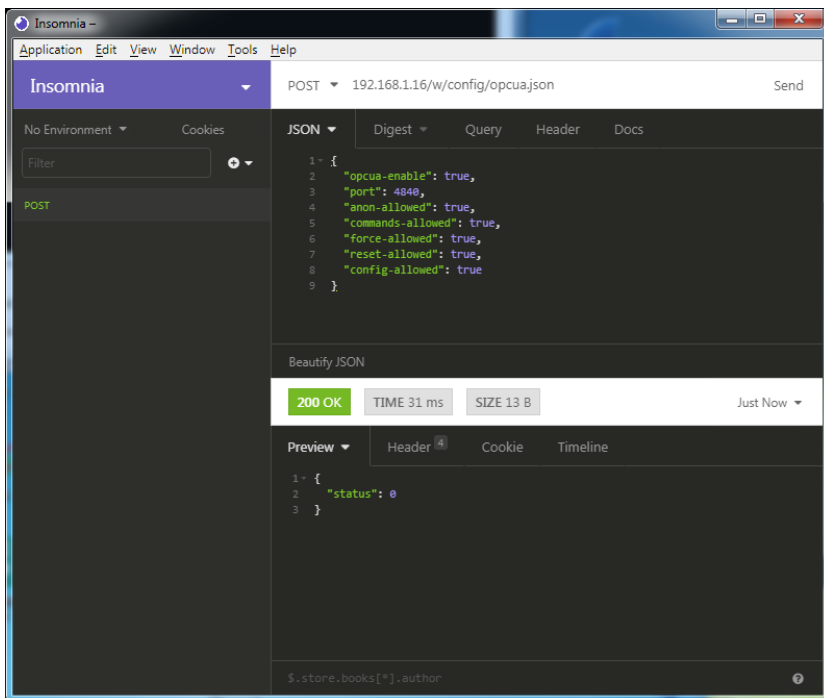 Insomnia –
Application Edit View Window Tools Help
Insomnia
POST 192.168.1.16/w/config/opcua.json Send
No Environment Cookies
JSON Digest Query Header Docs
Filter
POST
1 {
2 "opcua-enable": true,
3 "port": 4840,
4 "anon-allowed": true,
5 "commands-allowed": true,
6 "force-allowed": true,
7 "reset-allowed": true,
8 "config-allowed": true
9 }
Beautify JSON
200 OK TIME 31 ms SIZE 13 B Just Now
Preview Header 4 Cookie Timeline
1 {
2 "status": 0
3 }
$.store.books[*].author